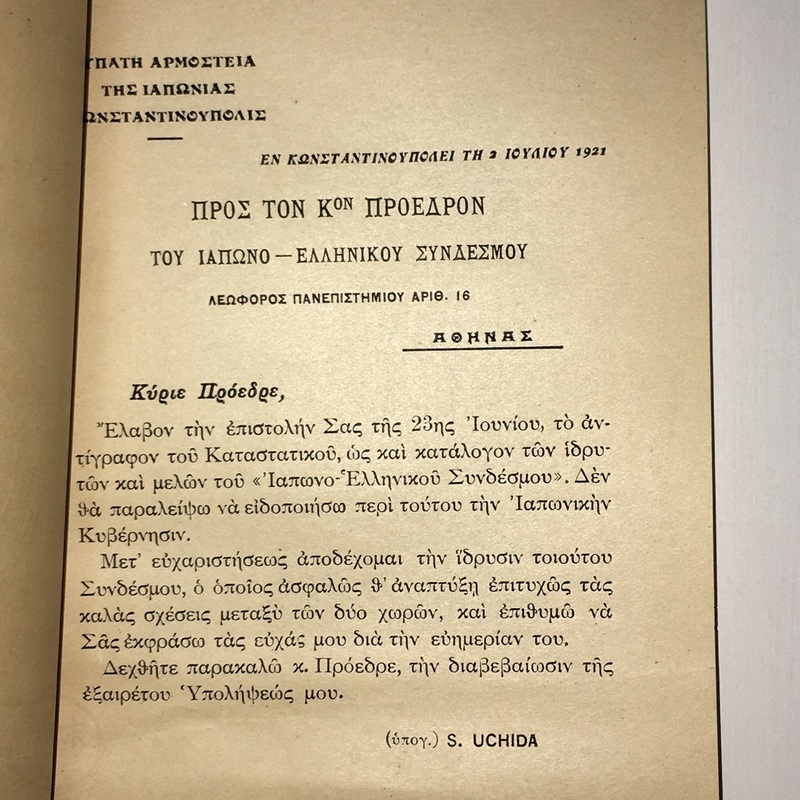 ΥΠΑΤΗ ΑΡΜΟΣΤΕΙΑ
ΤΗΣ ΙΑΠΩΝΙΑΣ
ΩΝΣΤΑΝΤΙΝΟΥΠΟΛΙΣ
ΕΝ ΚΩΝΣΤΑΝΤΙΝΟΥΠΟΛΕΙ ΤΗ 2 ΙΟΥΛΙΟΥ 1921
ΠΡΟΣ ΤΟΝ ΚΟΝ ΠΡΟΕΔΡΟΝ
ΤΟΥ ΙΑΠΩΝΟ—ΕΛΛΗΝΙΚΟΥ ΣΥΝΔΕΣΜΟΥ
ΛΕΩΦΟΡΟΣ ΠΑΝΕΠΙΣΤΗΜΙΟΥ ΑΡΙΘ. 16
ΑΘΗΝΑΣ
Κύριε Πρόεδρε,
Ἔλαβον τὴν ἐπιστολήν Σας τῆς 23ης Ἰουνίου, τὸ ἀν-
τίγραφον τοῦ Καταστατικοῦ, ὡς καὶ κατάλογον τῶν ἱδρυ-
τῶν καὶ μελῶν τοῦ «Ἰαπωνο-Ἑλληνικοῦ Συνδέσμου». Δὲν
θὰ παραλείψω νὰ εἰδοποιήσω περὶ τούτου τὴν Ἰαπωνικὴν
Κυβέρνησιν.
Μετ’ εὐχαριστήσεως ἀποδέχομαι τὴν ἵδρυσιν τοιούτου
Συνδέσμου, ὁ ὁποῖος ἀσφαλῶς θ’ ἀναπτύξῃ ἐπιτυχῶς τὰς
καλὰς σχέσεις μεταξὺ τῶν δύο χωρῶν, καὶ ἐπιθυμῶ νὰ
Σᾶς ἐκφράσω τὰς εὐχάς μου διὰ τὴν εὐημερίαν του.
Δεχθῆτε παρακαλῶ κ. Πρόεδρε, τὴν διαβεβαίωσιν τῆς
ἐξαιρέτου Ὑπολήψεώς μου.
(ὑπογ.) S. UCHIDA